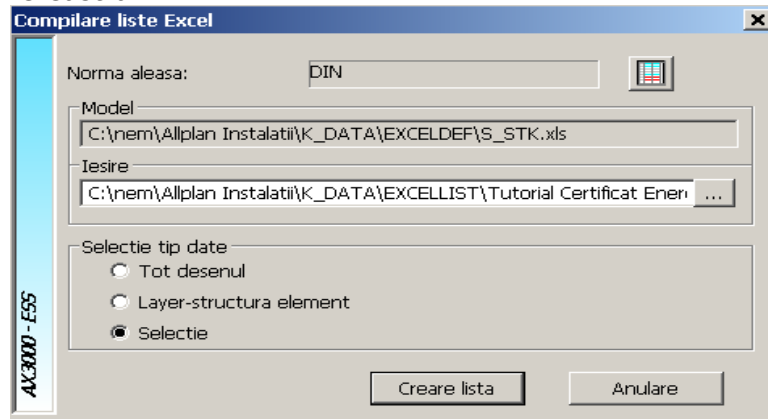 Compilare liste Excel
Norma aleasa: DIN
Model
C:\nem\Allplan Instalatii\K_DATA\EXCELDEF\S_STK.xls
Iesire
C:\nem\Allplan Instalatii\K_DATA\EXCELLIST\Tutorial Certificat Ener
...
Selectie tip date
Tot desenul
Layer-structura element
Selectie
AX3000 - ESS
Creare lista Anulare